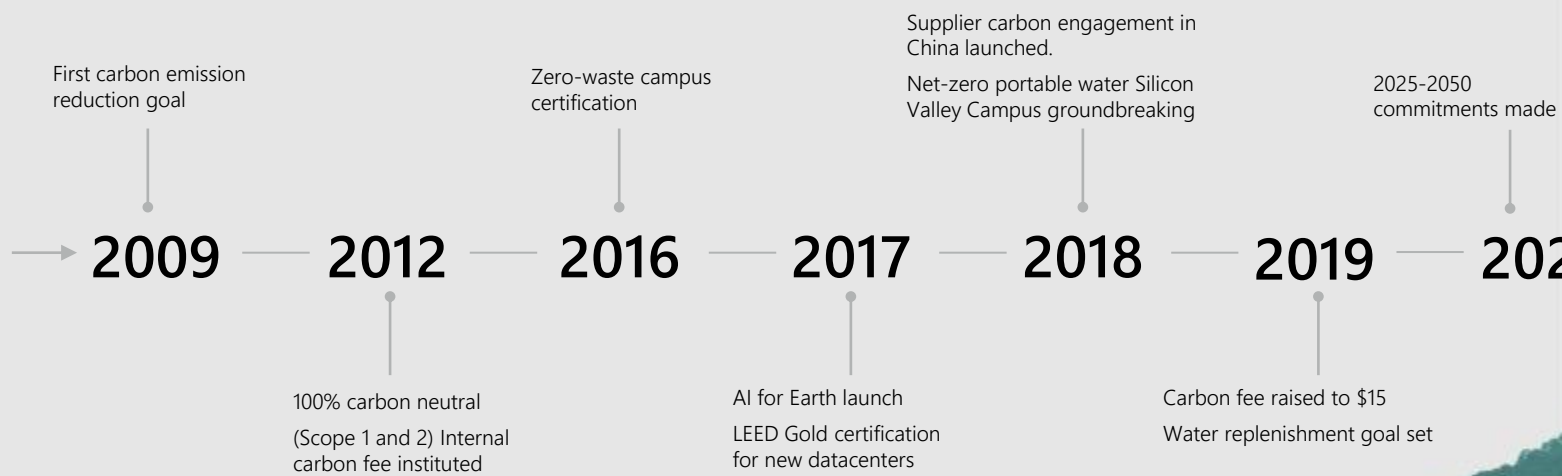 First carbon emission
reduction goal
Zero-waste campus
certification
Supplier carbon engagement in
China launched.
Net-zero portable water Silicon
Valley Campus groundbreaking
2025-2050
commitments made
2009
2012
2016
2017
2018
2019
100% carbon neutral
(Scope 1 and 2) Internal
carbon fee instituted
AI for Earth launch
LEED Gold certification
for new datacenters
Carbon fee raised to $15
Water replenishment goal set